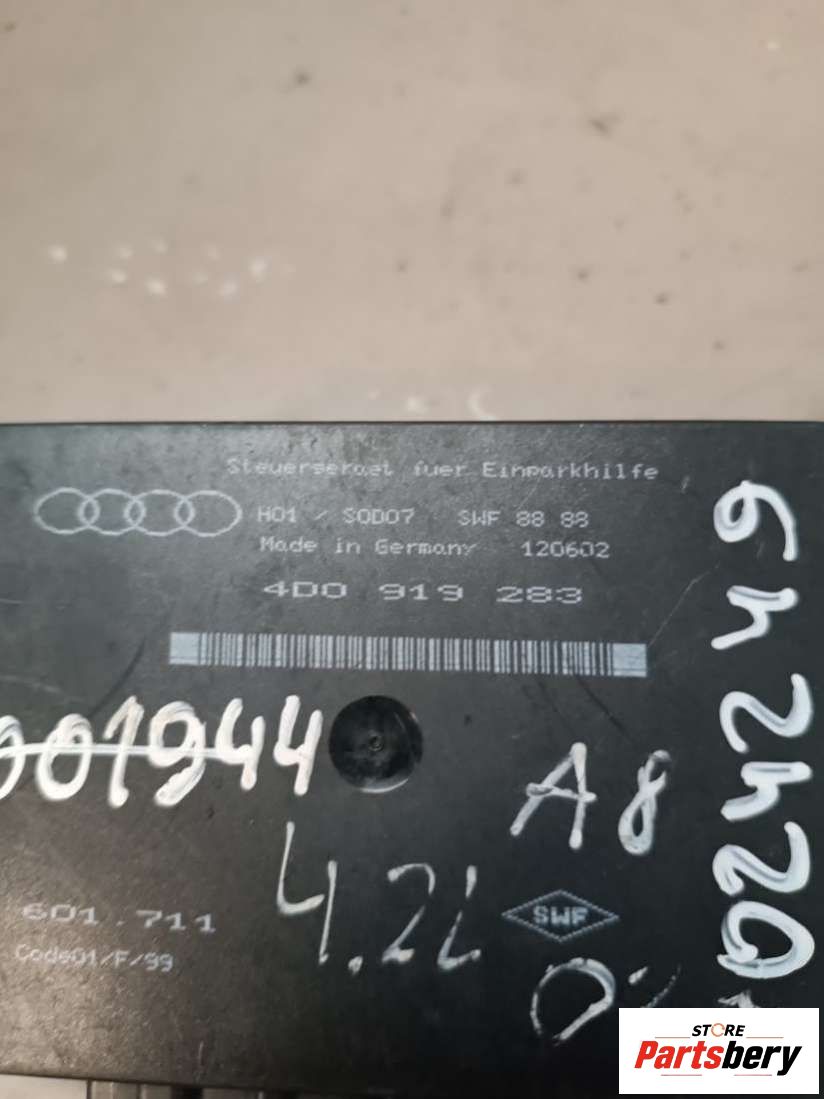 Steuergeraet fuer Einparkhilfe
H01 / SOD07 SWF 88 88
Made in Germany 120602
4D0 919 283
001944
A8
4.2L
601.711
Code01/F/99
SWF
STORE
Partsbery